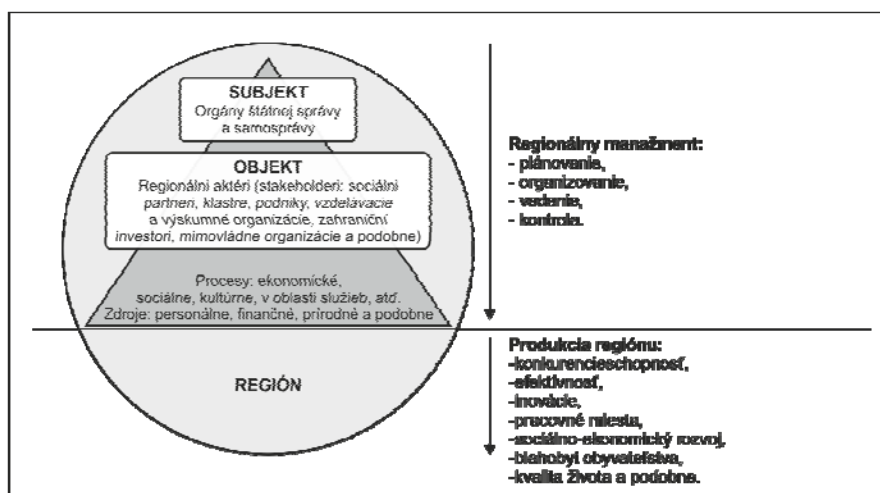 SUBJEKT
Orgány štátnej správy
a samosprávy
OBJEKT
Regionálni aktéri (stakeholderi: sociálni
partneri, klastre, podniky, vzdelávacie
a výskumné organizácie, zahraniční
investori, mimovládne organizácie a podobne)
Procesy: ekonomické,
sociálne, kultúrne, v oblasti služieb, atď.
Zdroje: personálne, finančné, prírodné a podobne
REGIÓN
Regionálny manažment:
- plánovanie,
- organizovanie,
- vedenie,
- kontrola.
Produkcia regiónu:
-konkurencieschopnosť,
-efektívnosť,
-inovácie,
-pracovné miesta,
-sociálno-ekonomický rozvoj,
-blahobyt obyvateľstva,
-kvalita života a podobne.